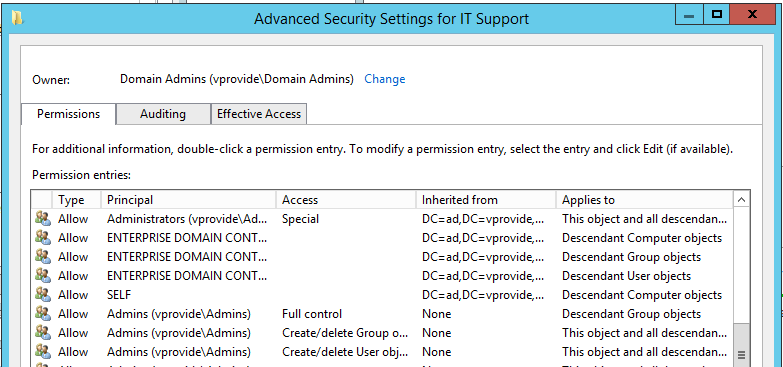 Advanced Security Settings for IT Support
Owner: Domain Admins (vprovide\Domain Admins) Change
Permissions Auditing Effective Access
For additional information, double-click a permission entry. To modify a permission entry, select the entry and click Edit (if available).
Permission entries:
Type Principal Access Inherited from Applies to
Allow Administrators (vprovide\Ad... Special DC=ad,DC=vprovide,... This object and all descendan...
Allow ENTERPRISE DOMAIN CONT... DC=ad,DC=vprovide,... Descendant Computer objects
Allow ENTERPRISE DOMAIN CONT... DC=ad,DC=vprovide,... Descendant Group objects
Allow ENTERPRISE DOMAIN CONT... DC=ad,DC=vprovide,... Descendant User objects
Allow SELF DC=ad,DC=vprovide,... Descendant Computer objects
Allow Admins (vprovide\Admins) Full control None Descendant Group objects
Allow Admins (vprovide\Admins) Create/delete Group o... None This object and all descendan...
Allow Admins (vprovide\Admins) Create/delete User obj... None This object and all descendan...